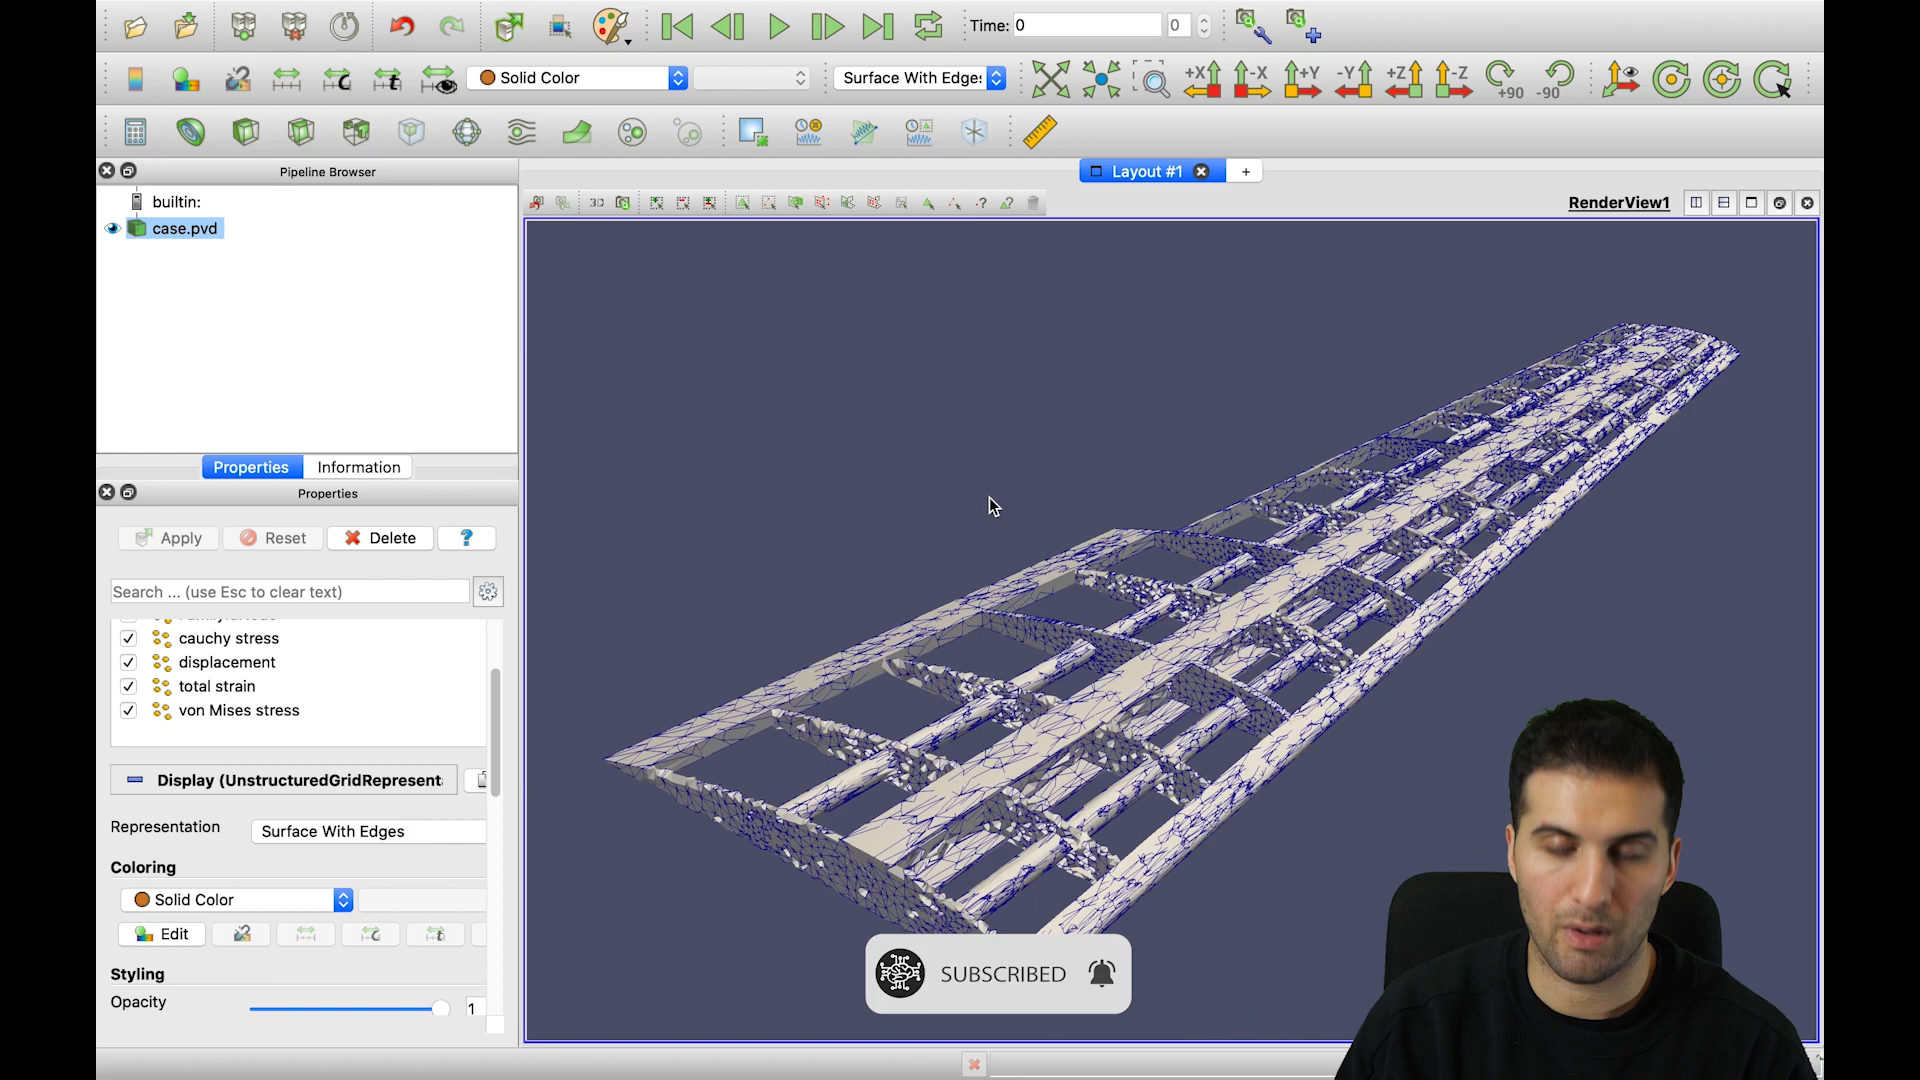 Time: 0
0
Solid Color
Surface With Edges
+X
-X
+Y
-Y
+Z
-Z
+90
-90
Pipeline Browser
Layout #1
+
builtin:
3D
RenderView1
case.pvd
Properties
Information
Properties
Apply
Reset
Delete
?
Search ... (use Esc to clear text)
cauchy stress
displacement
total strain
von Mises stress
Display (UnstructuredGridRepresent
Representation
Surface With Edges
Coloring
Solid Color
Edit
Styling
Opacity
1
SUBSCRIBED